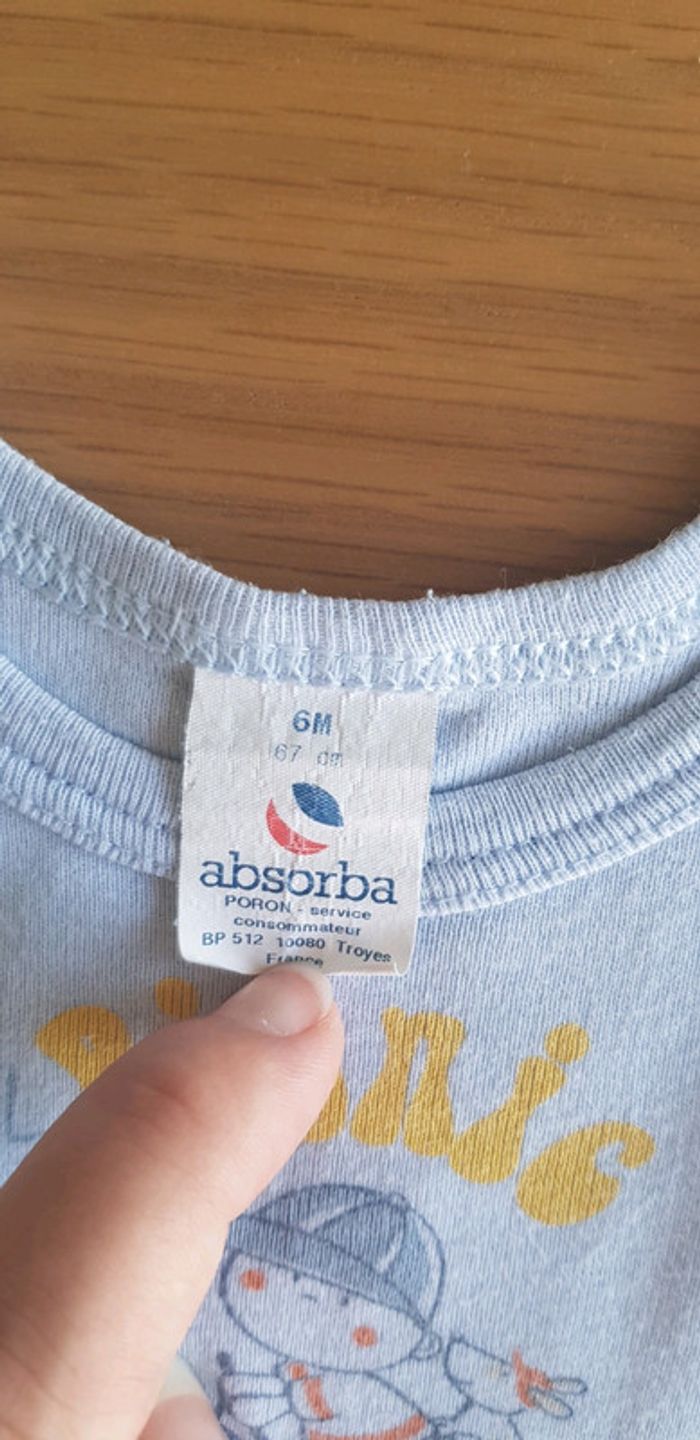 6M
67 cm
absorba
PORON - service
consommateur
BP 512 10080 Troyes
France